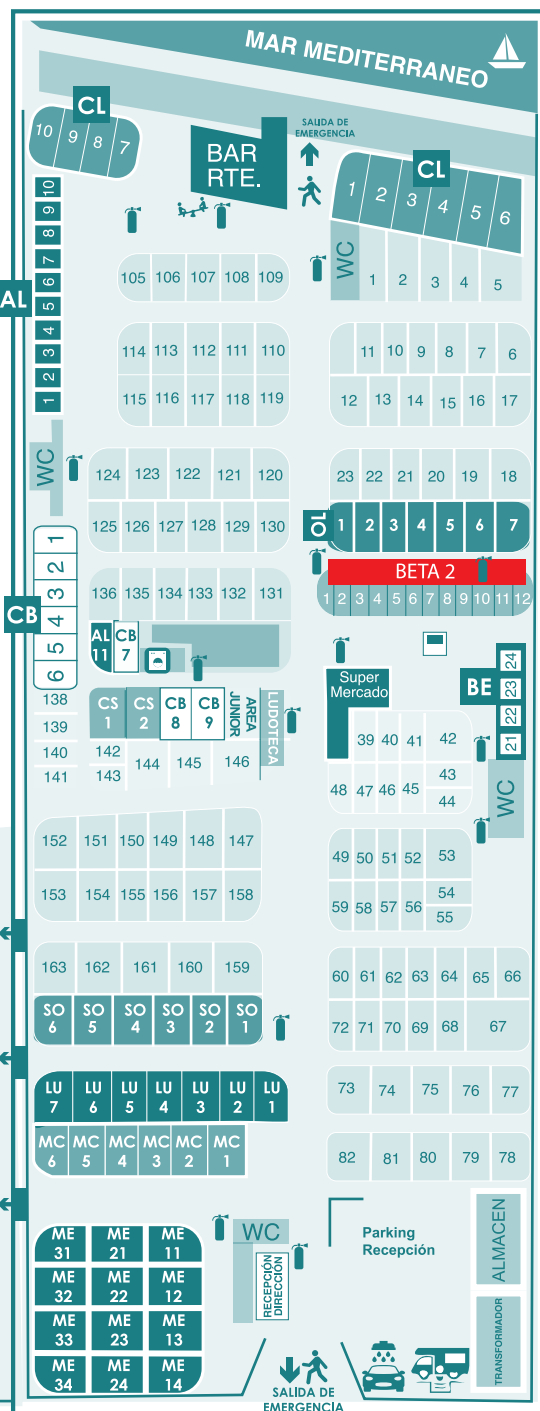 MAR MEDITERRANEO
CL
10 9 8 7
BAR
RTE.
SALIDA DE
EMERGENCIA
CL
1 2 3 4 5 6
WC
1 2 3 4 5
10
9
8
7
6
5
4
3
2
1
AL
105 106 107 108 109
114 113 112 111 110
115 116 117 118 119
11 10 9 8 7 6
12 13 14 15 16 17
WC
124 123 122 121 120
125 126 127 128 129 130
23 22 21 20 19 18
OL
1 2 3 4 5 6 7
BETA 2
1 2 3 4 5 6 7 8 9 10 11 12
CB
1
2
3
4
5
6
136 135 134 133 132 131
AL
11
CB
7
138
139
140
141
CS
1
CS
2
CB
8
CB
9
AREA
JUNIOR
LUDOTECA
142
143
144 145 146
Super
Mercado
BE
24
23
22
21
WC
39 40 41 42
43
48 47 46 45
44
152 151 150 149 148 147
153 154 155 156 157 158
49 50 51 52 53
59 58 57 56 54
55
163 162 161 160 159
SO
6
SO
5
SO
4
SO
3
SO
2
SO
1
60 61 62 63 64 65 66
72 71 70 69 68 67
LU
7
LU
6
LU
5
LU
4
LU
3
LU
2
LU
1
MC
6
MC
5
MC
4
MC
3
MC
2
MC
1
73 74 75 76 77
82 81 80 79 78
ME
31
ME
21
ME
11
ME
32
ME
22
ME
12
ME
33
ME
23
ME
13
ME
34
ME
24
ME
14
WC
RECEPCIÓN
DIRECCION
Parking
Recepción
ALMACEN
TRANSFORMADOR
SALIDA DE
EMERGENCIA